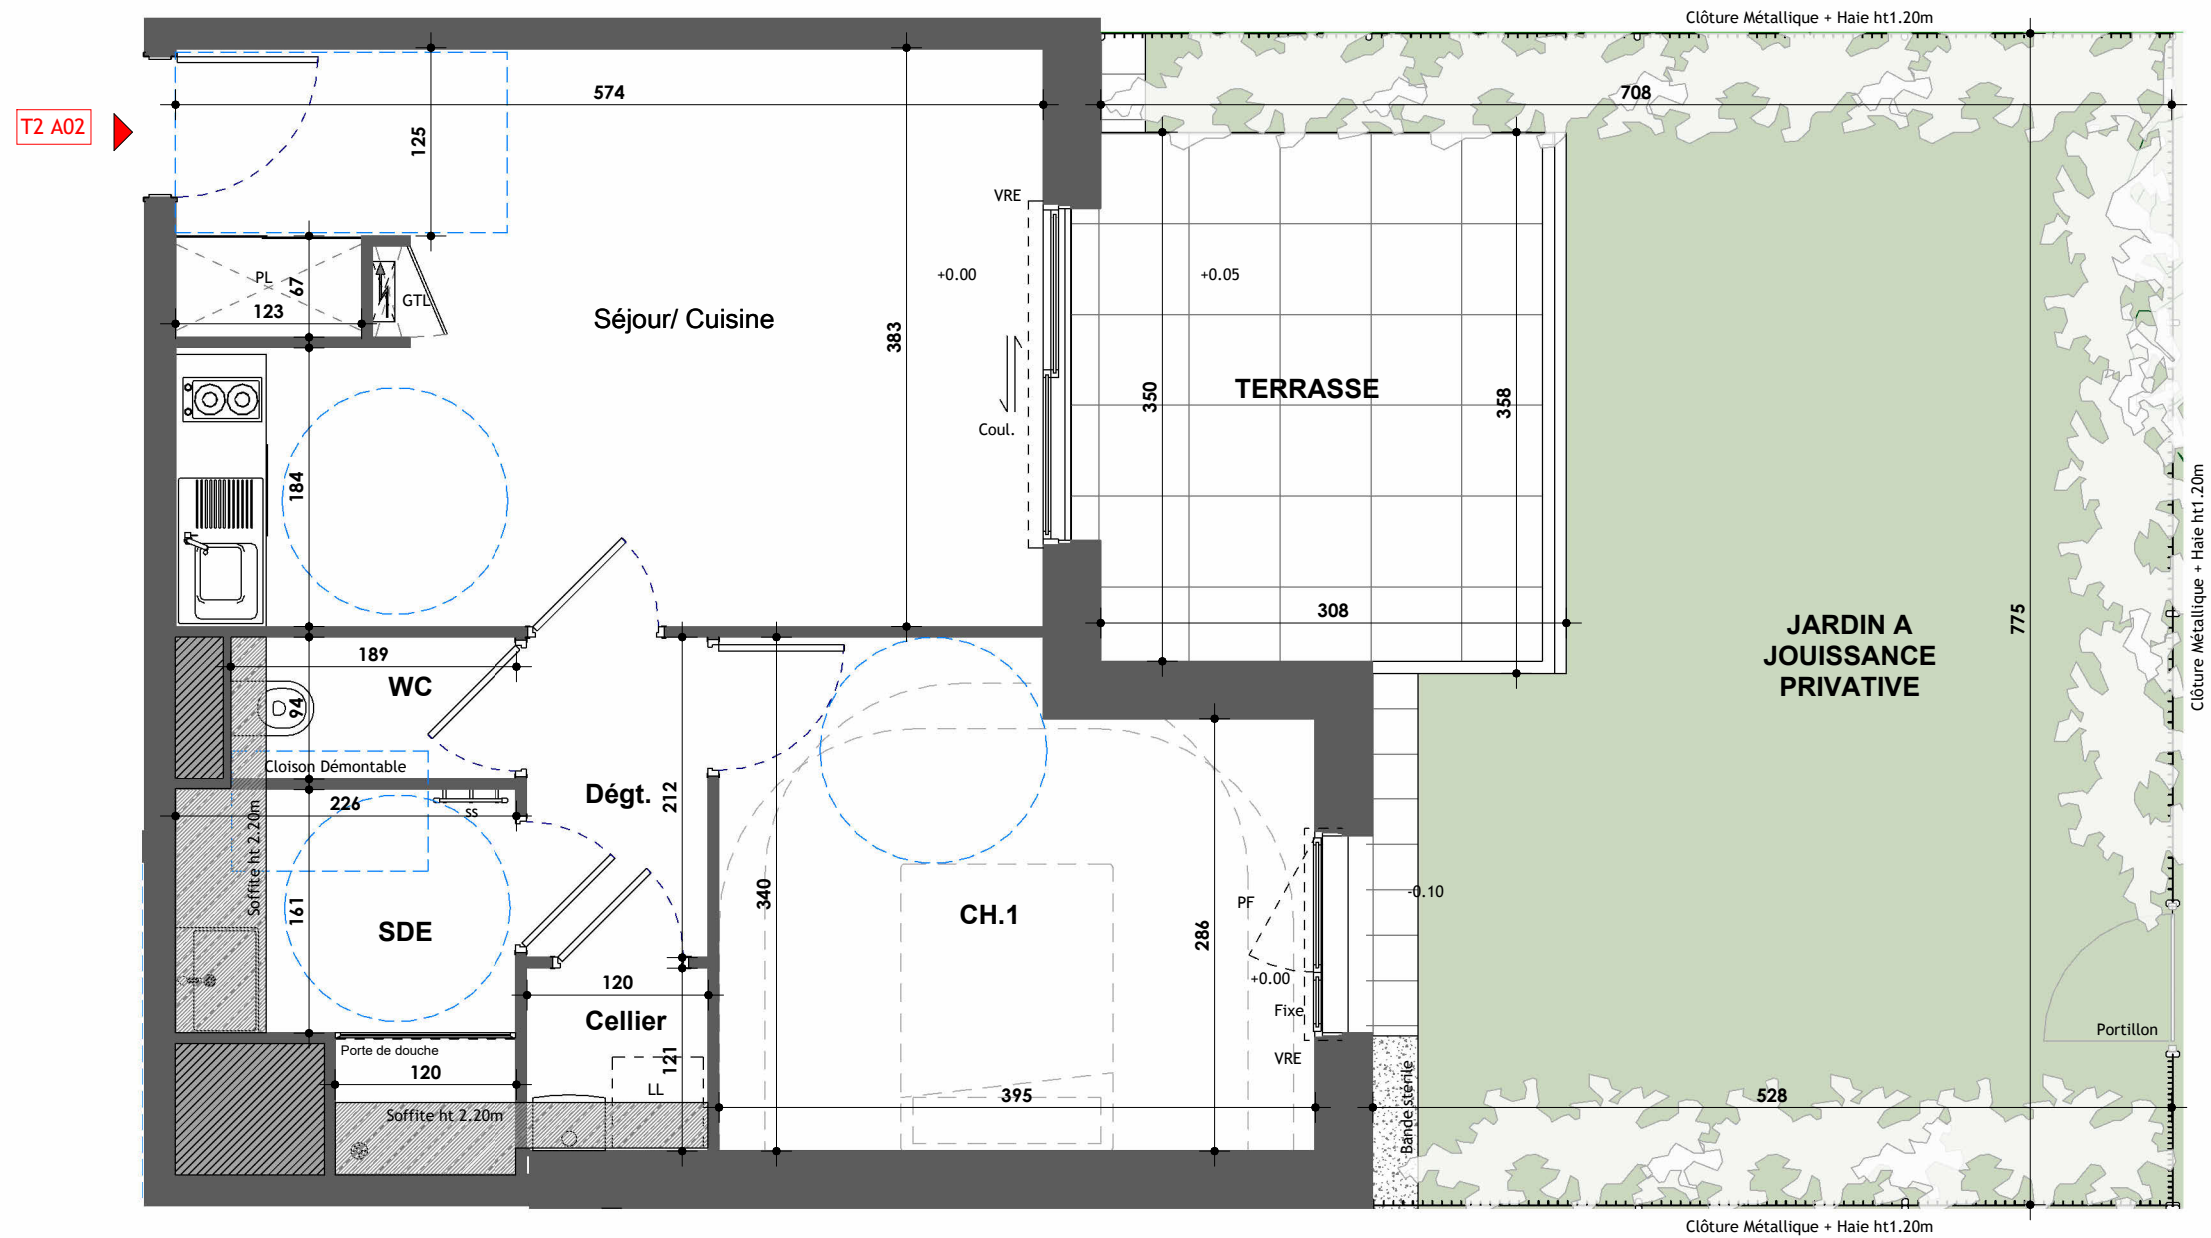 Clôture Métallique + Haie ht1.20m
T2 A02
574
708
125
VRE
PL
67
GTL
123
+0.00
+0.05
Séjour/ Cuisine
383
350
TERRASSE
358
Coul.
184
308
775
JARDIN A
JOUISSANCE
PRIVATIVE
Clôture Métallique + Haie ht1.20m
189
WC
94
Cloison Démontable
226
SS
Dégt.
212
Soffite ht 2.20m
161
SDE
340
CH.1
286
PF
-0.10
+0.00
Fixe
VRE
120
Cellier
121
LL
Porte de douche
120
Soffite ht 2.20m
395
Bande stérile
528
Portillon
Clôture Métallique + Haie ht1.20m